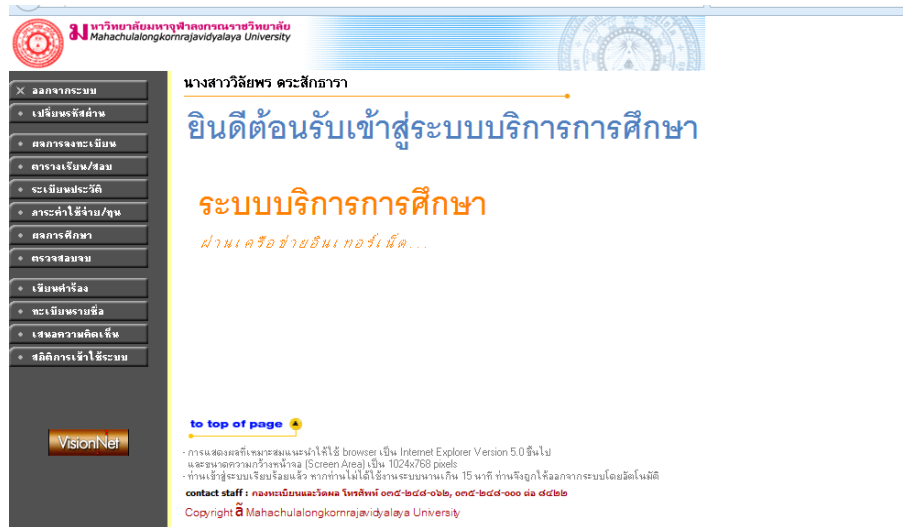 มหาวิทยาลัยมหาจุฬาลงกรณราชวิทยาลัย
Mahachulalongkornrajavidyalaya University
ออกจากระบบ
เปลี่ยนรหัสผ่าน
ผลการลงทะเบียน
ตารางเรียน/สอบ
ระเบียนประวัติ
ภาระค่าใช้จ่าย/ทุน
ผลการศึกษา
ตรวจสอบจบ
เขียนคำร้อง
ทะเบียนรายชื่อ
เสนอความคิดเห็น
สถิติการเข้าใช้ระบบ
VisionNet
นางสาววิลัยพร ดระสิกธารา
ยินดีต้อนรับเข้าสู่ระบบบริการการศึกษา
ระบบบริการการศึกษา
ผ่านเครือข่ายอินเทอร์เน็ต...
to top of page
- การแสดงผลที่เหมาะสมแนะนำให้ใช้ browser เป็น Internet Explorer Version 5.0 ขึ้นไป
และขนาดความกว้างหน้าจอ (Screen Area) เป็น 1024x768 pixels
- ท่านเข้าสู่ระบบเรียบร้อยแล้ว หากท่านไม่ได้ใช้งานระบบนานเกิน 15 นาที ท่านจึงถูกให้ออกจากระบบโดยอัตโนมัติ
contact staff : กองทะเบียนและวัดผล โทรศัพท์ ๐๓๕-๒๔๘-๐๖๒, ๐๓๕-๒๔๘-๐๐๐ ต่อ ๘๔๒๒
Copyright ã Mahachulalongkornrajavidyalaya University